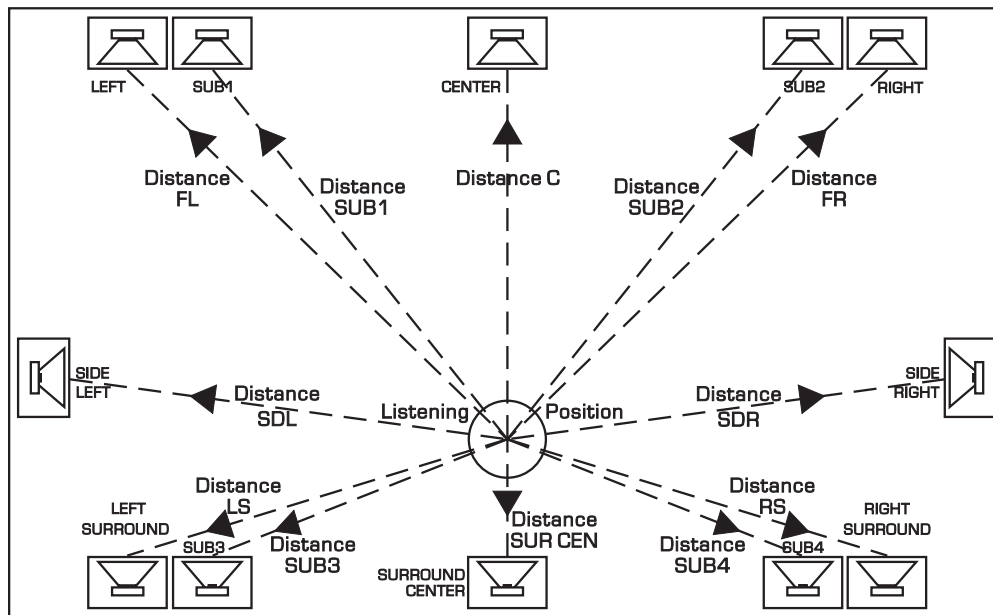 LEFT
SUB1
CENTER
SUB2
RIGHT
Distance
FL
Distance
SUB1
Distance C
Distance
SUB2
Distance
FR
SIDE
LEFT
Distance
SDL
Listening Position
Distance
SDR
SIDE
RIGHT
LEFT
SURROUND
Distance
LS
SUB3
Distance
SUB3
Distance
SUR CEN
SURROUND
CENTER
Distance
RS
Distance
SUB4
SUB4
RIGHT
SURROUND